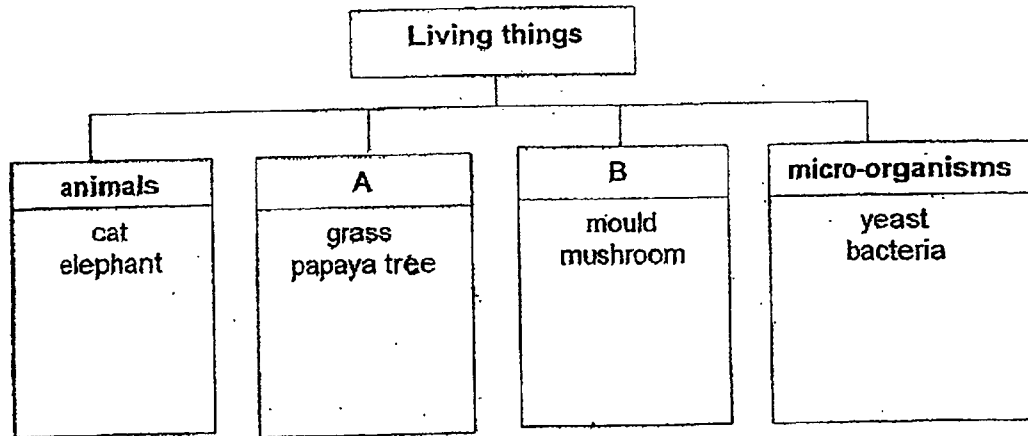 Living things
animals
cat
elephant
A
grass
papaya tree
B
mould
mushroom
micro-organisms
yeast
bacteria